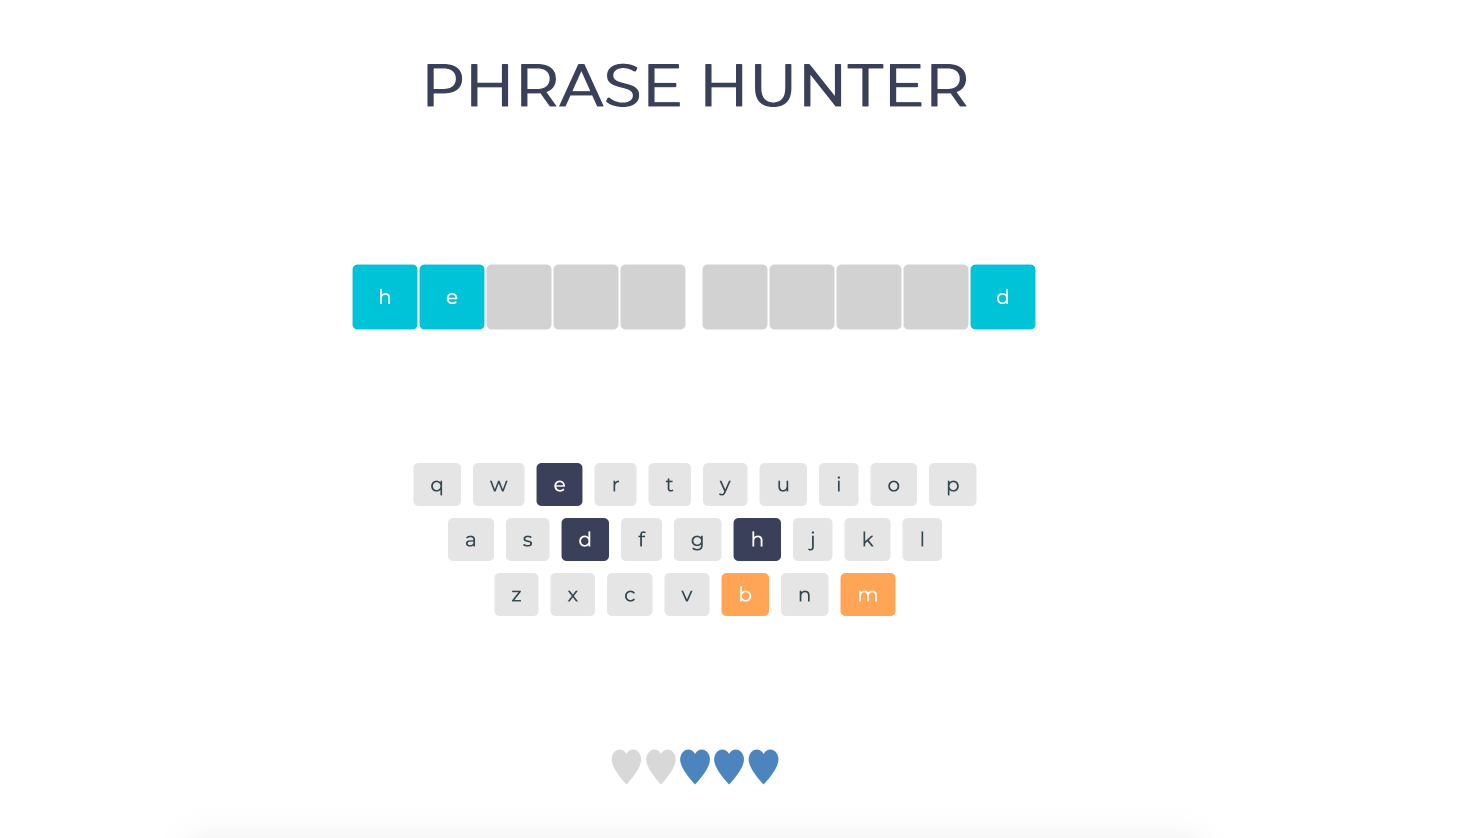 PHRASE HUNTER
h e d
q w e r t y u i o p
a s d f g h j k l
z x c v b n m